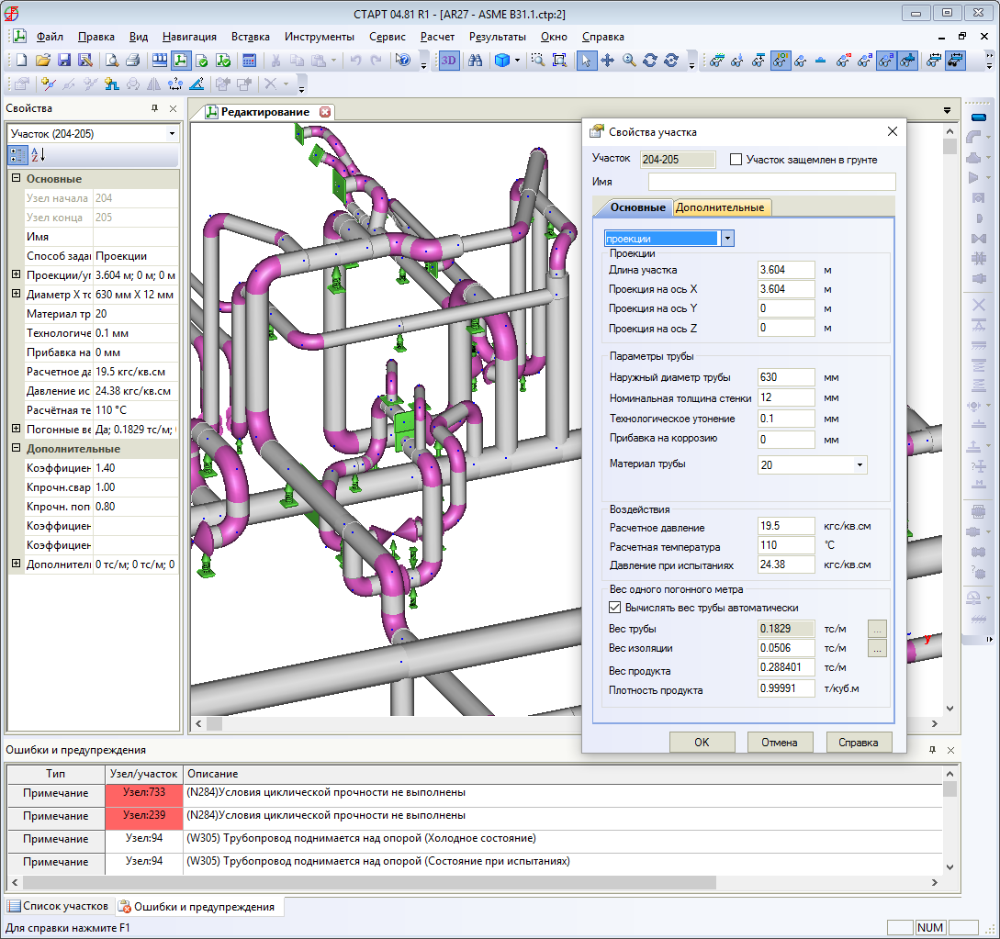 СТАРТ 04.81 R1 - [AR27 - ASME B31.1.ctp:2]
Файл Правка Вид Навигация Вставка Инструменты Сервис Расчет Результаты Окно Справка
3D
Свойства
Участок (204-205)
Основные
Узел начала 204
Узел конца 205
Имя
Способ задан Проекции
Проекции/уг 3.604 м; 0 м; 0 м
Диаметр X то 630 мм X 12 мм
Материал тр 20
Технологиче 0.1 мм
Прибавка на 0 мм
Расчетное да 19.5 кгс/кв.см
Давление ис 24.38 кгс/кв.см
Расчётная те 110 °C
Погонные ве Да; 0.1829 тс/м;
Дополнительные
Коэффициен 1.40
Kпрочн.свар 1.00
Kпрочн. поп 0.80
Коэффициен
Коэффициен
Дополнител 0 тс/м; 0 тс/м; 0
Редактирование
y
Свойства участка
Участок 204-205 Участок защемлен в грунте
Имя
Основные Дополнительные
проекции
Проекции
Длина участка 3.604 м
Проекция на ось X 3.604 м
Проекция на ось Y 0 м
Проекция на ось Z 0 м
Параметры трубы
Наружный диаметр трубы 630 мм
Номинальная толщина стенки 12 мм
Технологическое утонение 0.1 мм
Прибавка на коррозию 0 мм
Материал трубы 20
Воздействия
Расчетное давление 19.5 кгс/кв.см
Расчетная температура 110 °C
Давление при испытаниях 24.38 кгс/кв.см
Вес одного погонного метра
Вычислять вес трубы автоматически
Вес трубы 0.1829 тс/м ...
Вес изоляции 0.0506 тс/м ...
Вес продукта 0.288401 тс/м
Плотность продукта 0.99991 т/куб.м
OK Отмена Справка
Ошибки и предупреждения
Тип Узел/участок Описание
Примечание Узел:733 (N284)Условия циклической прочности не выполнены
Примечание Узел:239 (N284)Условия циклической прочности не выполнены
Примечание Узел:94 (W305) Трубопровод поднимается над опорой (Холодное состояние)
Примечание Узел:94 (W305) Трубопровод поднимается над опорой (Состояние при испытаниях)
Список участков Ошибки и предупреждения
Для справки нажмите F1 NUM